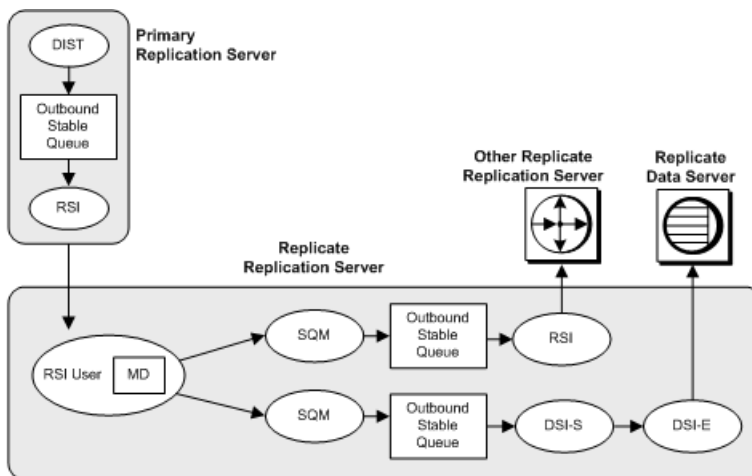 DIST
Primary
Replication Server
Outbound
Stable
Queue
RSI
Other Replicate
Replication Server
Replicate
Data Server
Replicate
Replication Server
RSI User
MD
SQM
Outbound
Stable
Queue
RSI
SQM
Outbound
Stable
Queue
DSI-S
DSI-E